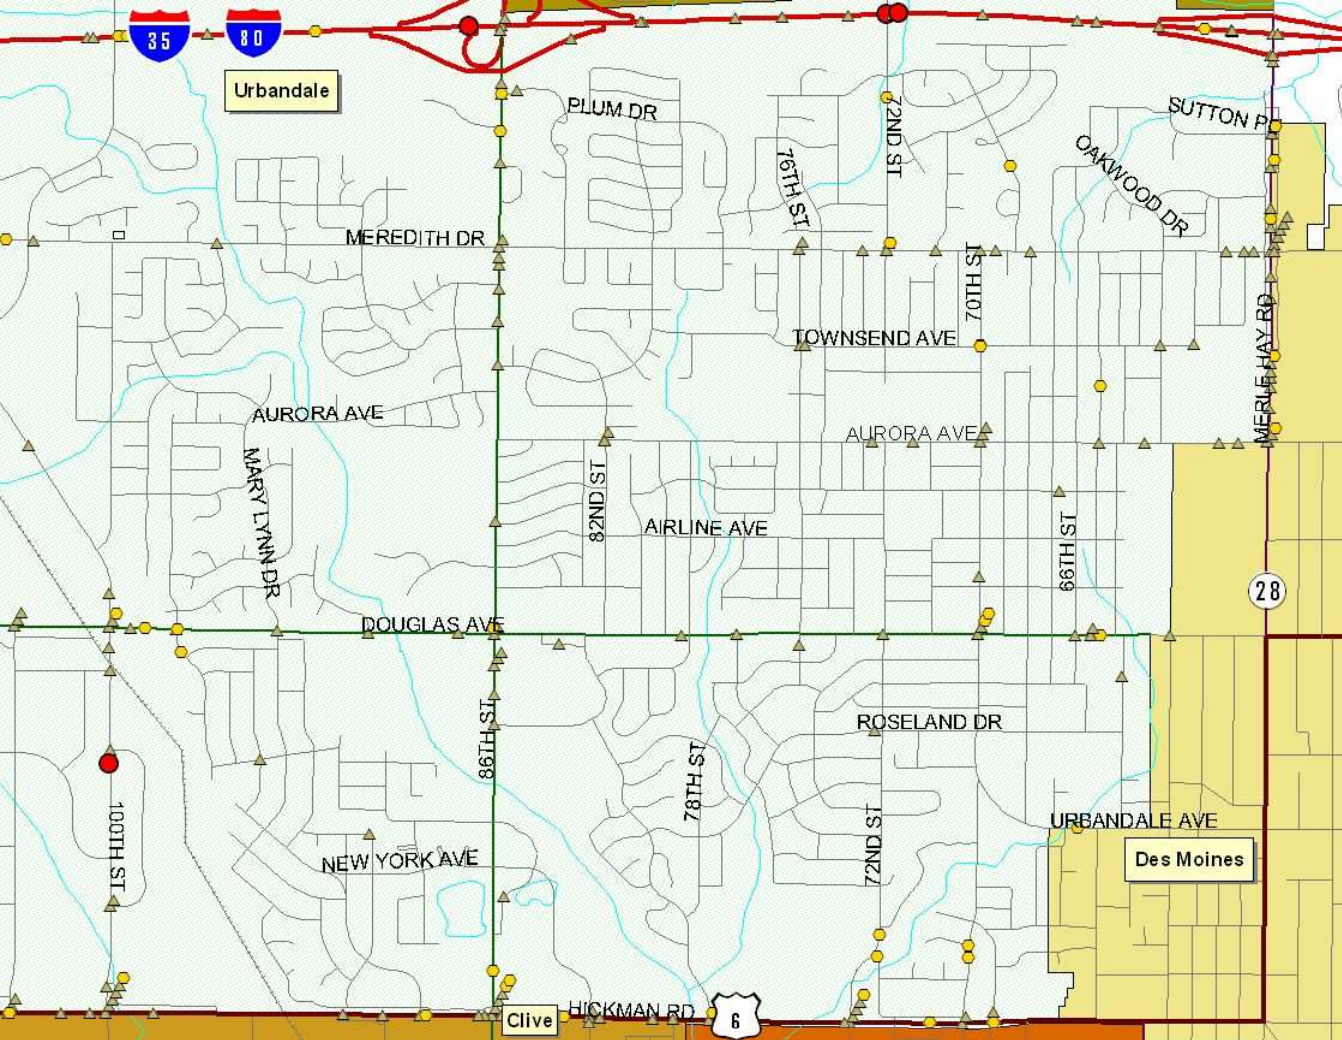 35
80
Urbandale
PLUM DR
72ND ST
SUTTON P
76TH ST
OAKWOOD DR
MEREDITH DR
70TH ST
TOWNSEND AVE
MERLE HAY RD
AURORA AVE
AURORA AVE
MARY LYNN DR
82ND ST
AIRLINE AVE
66TH ST
28
DOUGLAS AVE
86TH ST
ROSELAND DR
78TH ST
100TH ST
72ND ST
URBANDALE AVE
Des Moines
NEW YORK AVE
HICKMAN RD
Clive
6